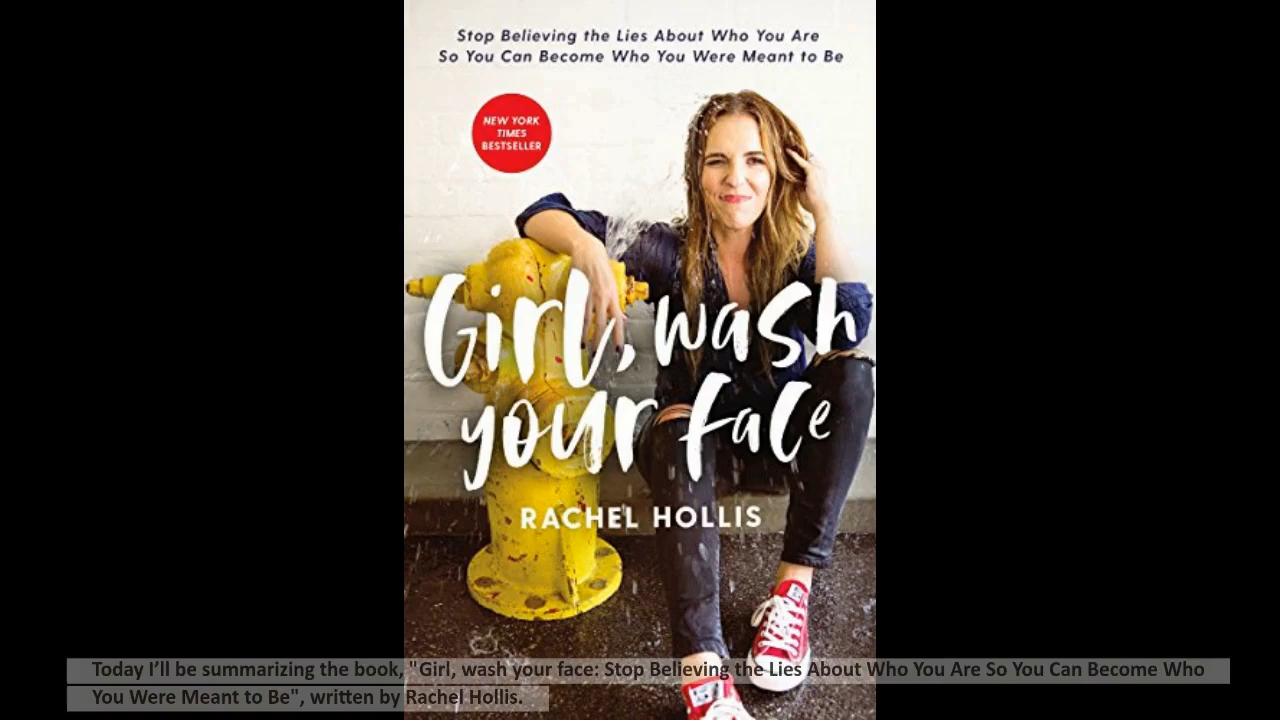 Stop Believing the Lies About Who You Are
So You Can Become Who You Were Meant to Be
NEW YORK
TIMES
BESTSELLER
Girl, wash
your face
RACHEL HOLLIS
Today I’ll be summarizing the book, "Girl, wash your face: Stop Believing the Lies About Who You Are So You Can Become Who
You Were Meant to Be", written by Rachel Hollis.